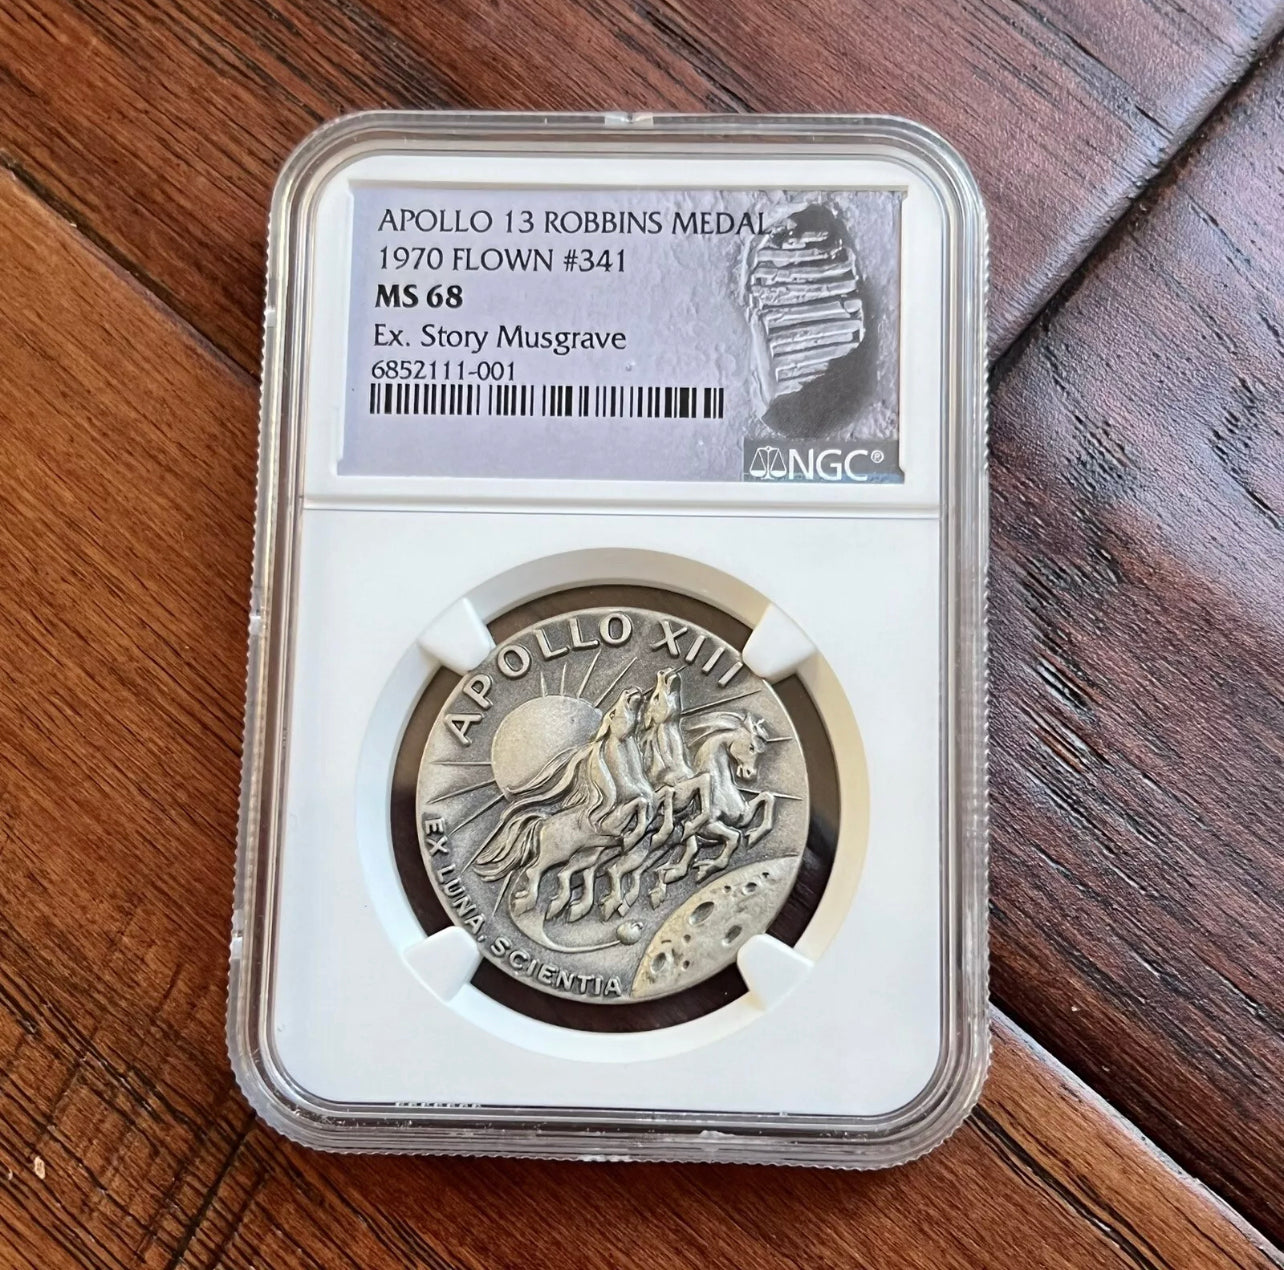 APOLLO 13 ROBBINS MEDAL
1970 FLOWN #341
MS 68
Ex. Story Musgrave
6852111-001
NGC®
APOLLO XIII
EX LUNA, SCIENTIA